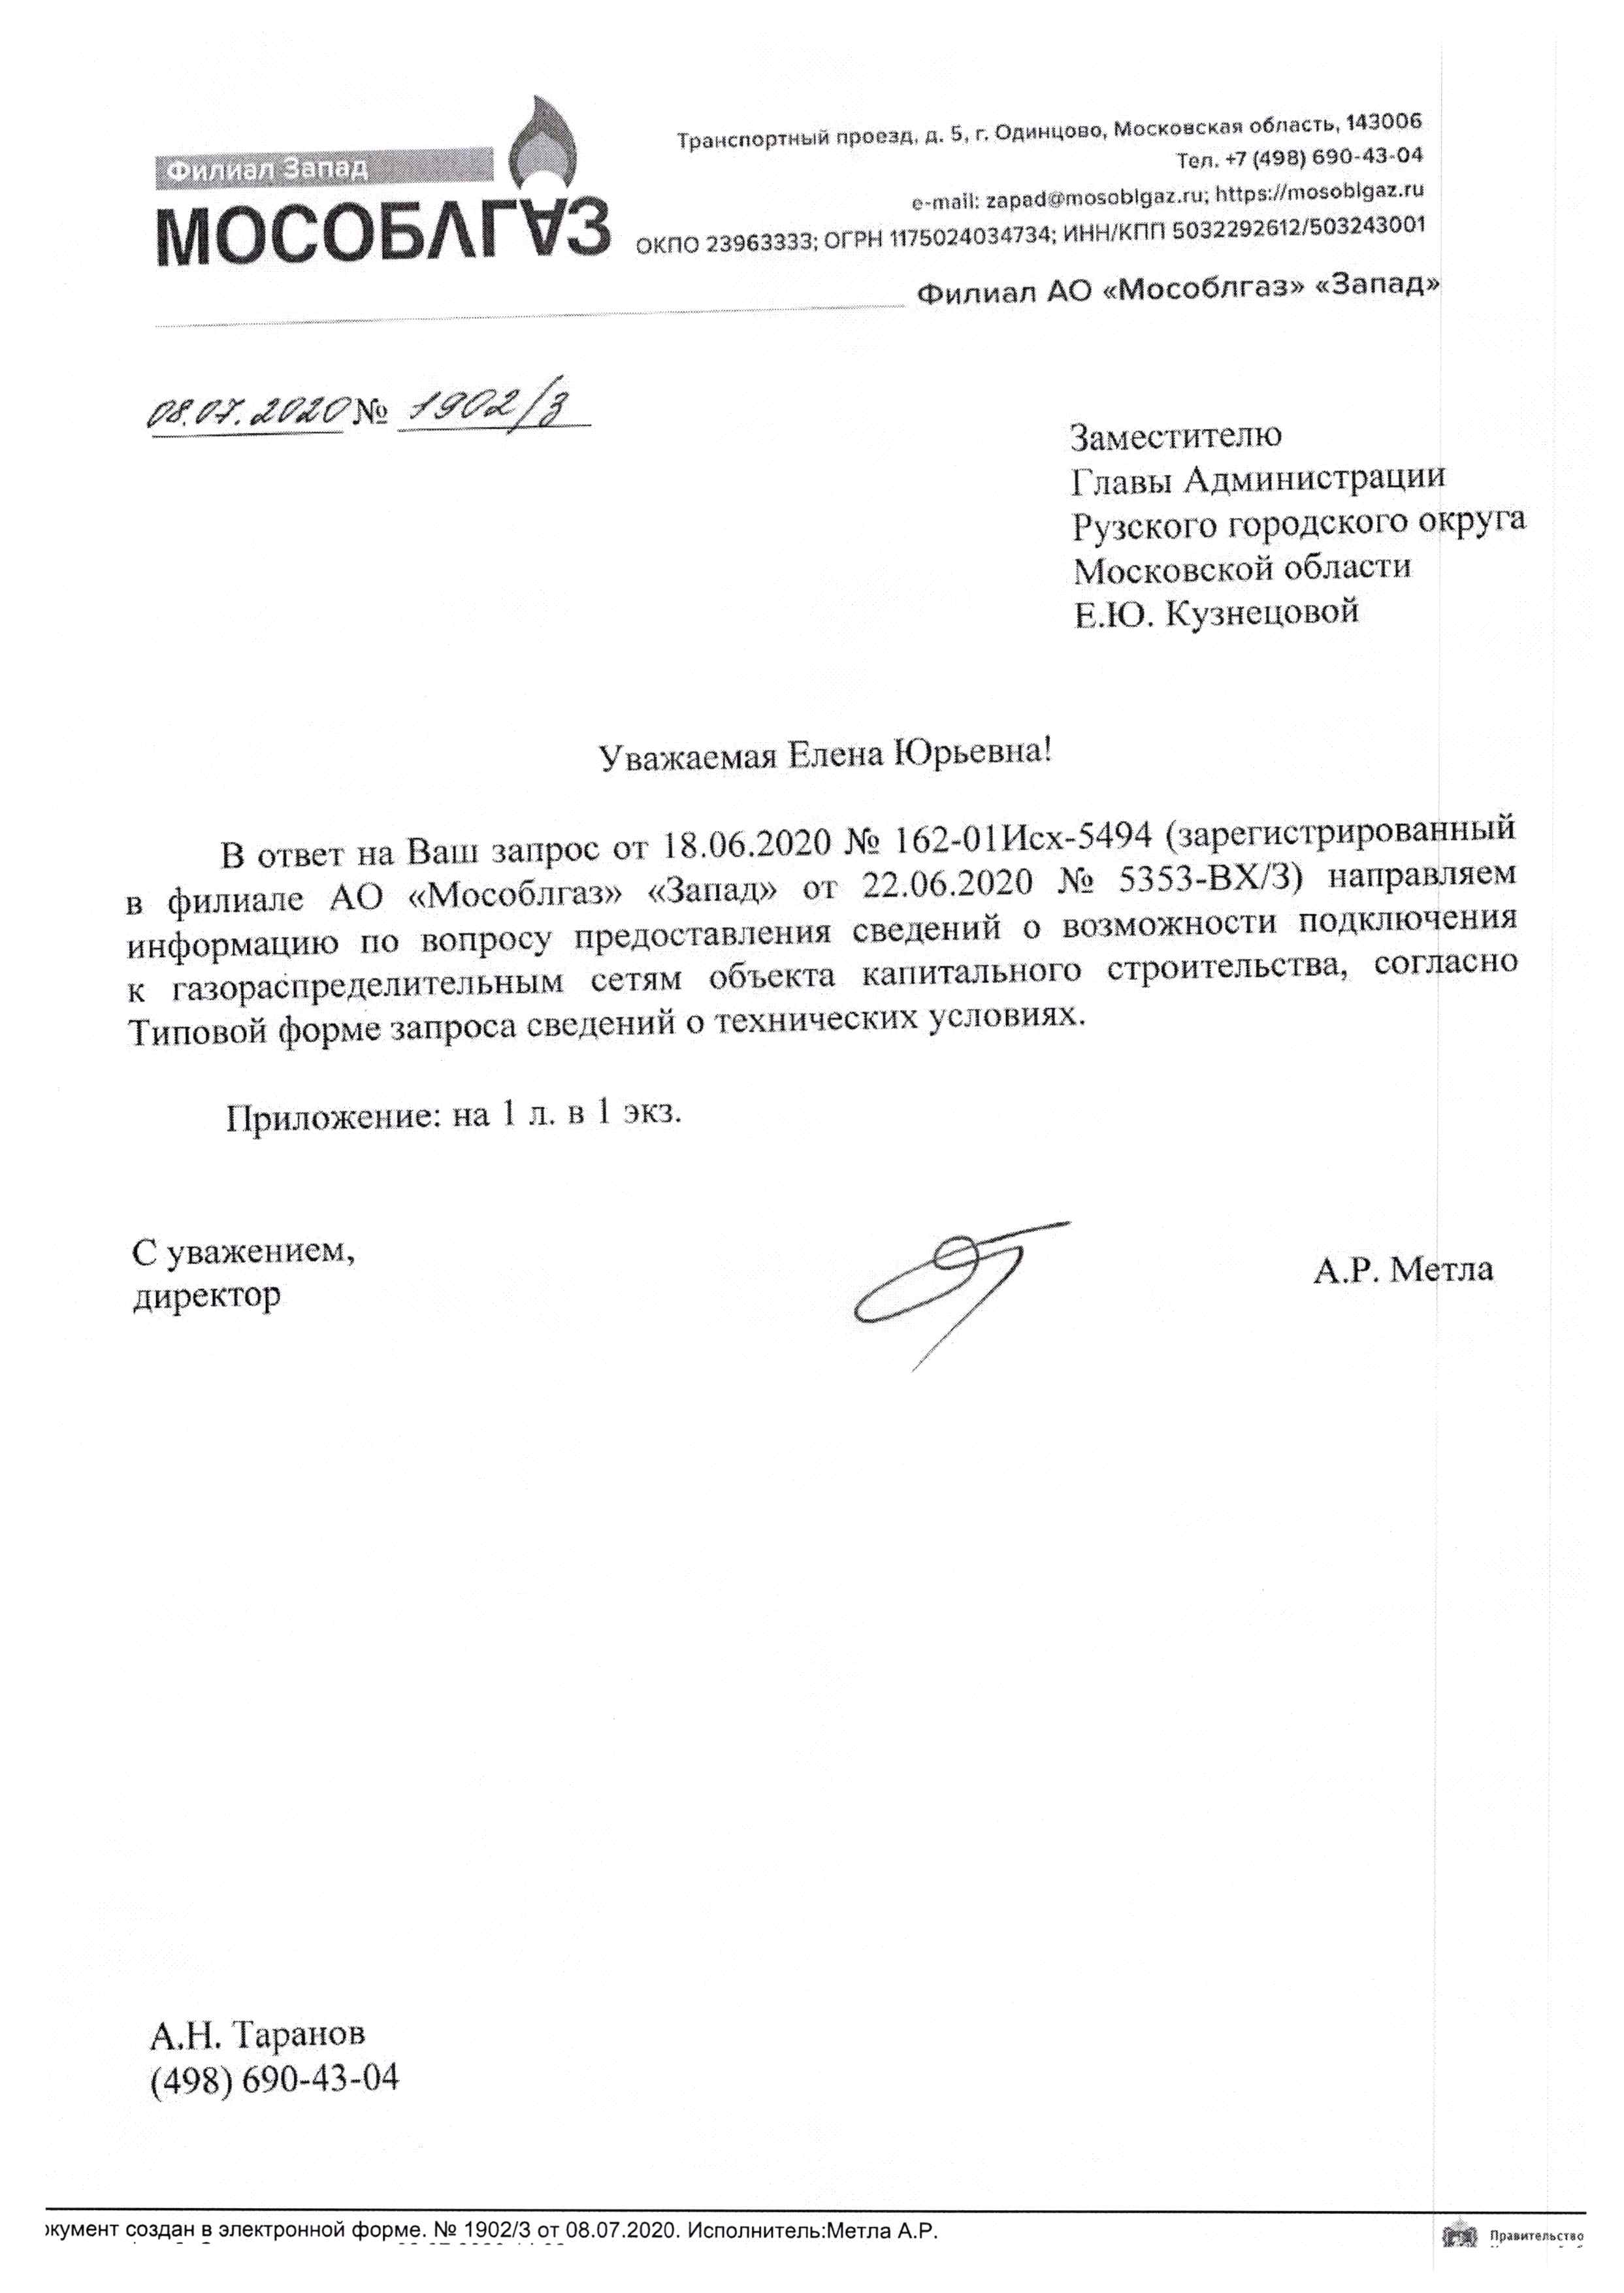 Филиал Запад
МОСОБЛГАЗ
Транспортный проезд, д. 5, г. Одинцово, Московская область, 143006
Тел. +7 (498) 690-43-04
e-mail: zapad@mosoblgaz.ru; https://mosoblgaz.ru
ОКПО 23963333; ОГРН 1175024034734; ИНН/КПП 5032292612/503243001
Филиал АО «Мособлгаз» «Запад»
08.07.2020 № 1902/3
Заместителю
Главы Администрации
Рузского городского округа
Московской области
Е.Ю. Кузнецовой
Уважаемая Елена Юрьевна!
В ответ на Ваш запрос от 18.06.2020 № 162-01Исх-5494 (зарегистрированный
в филиале АО «Мособлгаз» «Запад» от 22.06.2020 № 5353-ВХ/З) направляем
информацию по вопросу предоставления сведений о возможности подключения
к газораспределительным сетям объекта капитального строительства, согласно
Типовой форме запроса сведений о технических условиях.
Приложение: на 1 л. в 1 экз.
С уважением,
директор
А.Р. Метла
А.Н. Таранов
(498) 690-43-04
окумент создан в электронной форме. № 1902/3 от 08.07.2020. Исполнитель:Метла А.Р.
Правительство